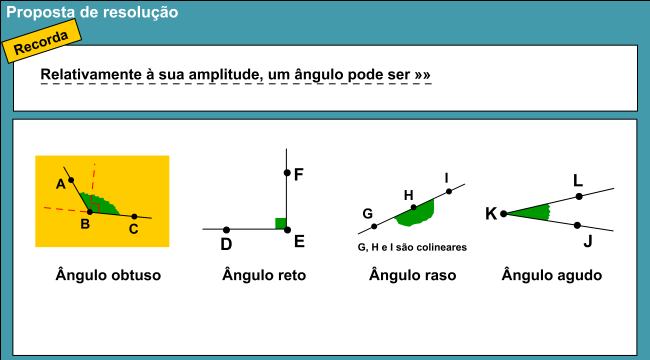 Proposta de resolução
Recorda
Relativamente à sua amplitude, um ângulo pode ser »»
A
B
C
F
D
E
I
H
G
G, H e I são colineares
L
K
J
Ângulo obtuso
Ângulo reto
Ângulo raso
Ângulo agudo